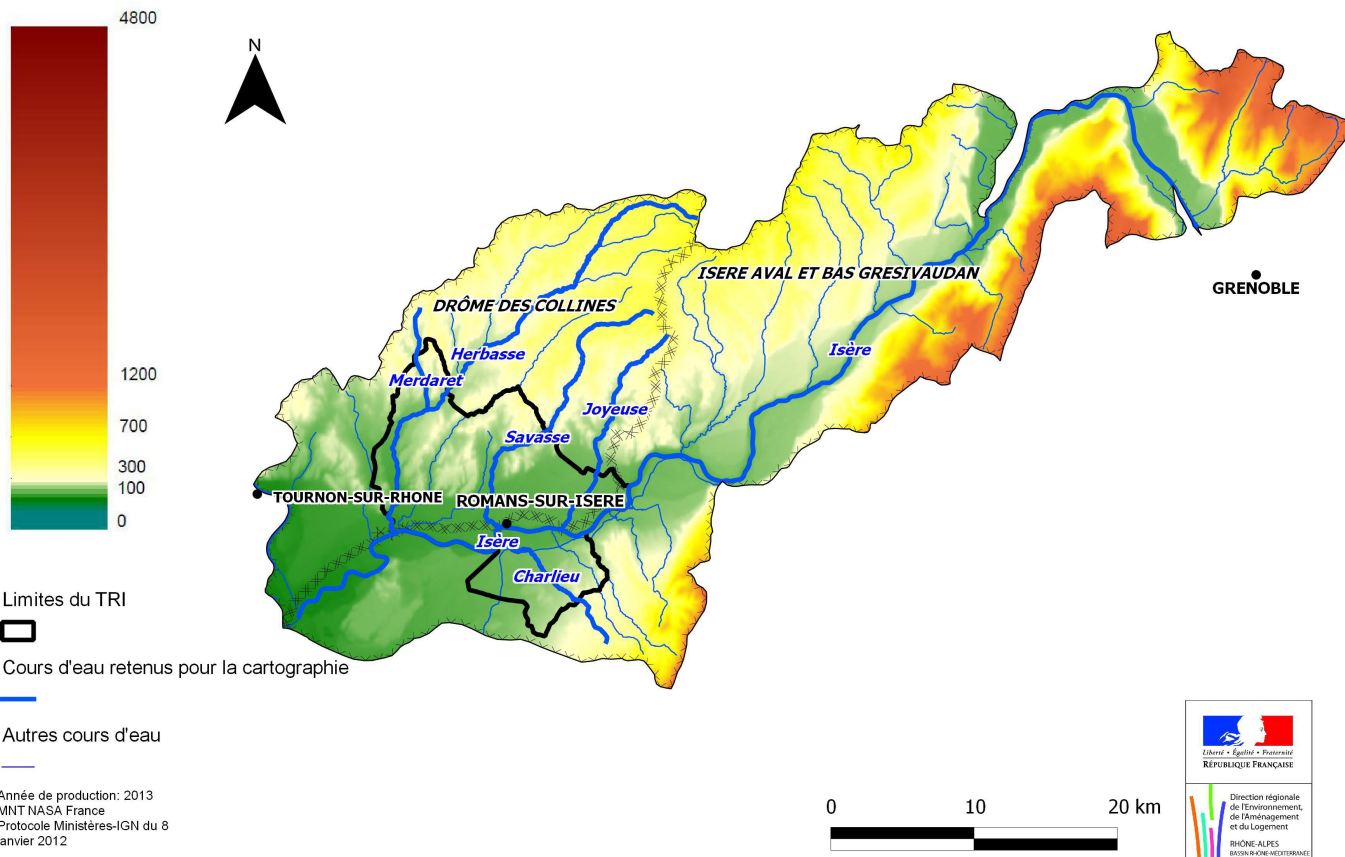 4800
1200
700
300
100
0
N
ISERE AVAL ET BAS GRESIVAUDAN
GRENOBLE
DRÔME DES COLLINES
Herbasse
Isère
Merdaret
Joyeuse
Savasse
TOURNON-SUR-RHONE
ROMANS-SUR-ISERE
Isère
Charlieu
Limites du TRI
Cours d'eau retenus pour la cartographie
Autres cours d'eau
Année de production: 2013
MNT NASA France
Protocole Ministères-IGN du 8
janvier 2012
0 10 20 km
Liberté • Égalité • Fraternité
RÉPUBLIQUE FRANÇAISE
Direction régionale
de l'Environnement,
de l'Aménagement
et du Logement
RHÔNE-ALPES
BASSIN RHÔNE-MÉDITERRANÉE